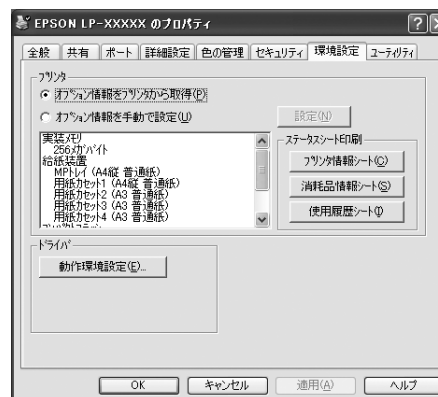 EPSON LP-XXXXX のプロパティ
全般 共有 ポート 詳細設定 色の管理 セキュリティ 環境設定 ユーティリティ
プリンタ
オプション情報をプリンタから取得(P)
オプション情報を手動で設定(U)
設定(N)
実装メモリ
256メガバイト
給紙装置
MPトレイ (A4縦 普通紙)
用紙カセット1 (A4縦 普通紙)
用紙カセット2 (A3 普通紙)
用紙カセット3 (A3 普通紙)
用紙カセット4 (A3 普通紙)
ステータスシート印刷
プリンタ情報シート(C)
消耗品情報シート(S)
使用履歴シート(I)
ドライバ
動作環境設定(E)...
OK キャンセル 適用(A) ヘルプ